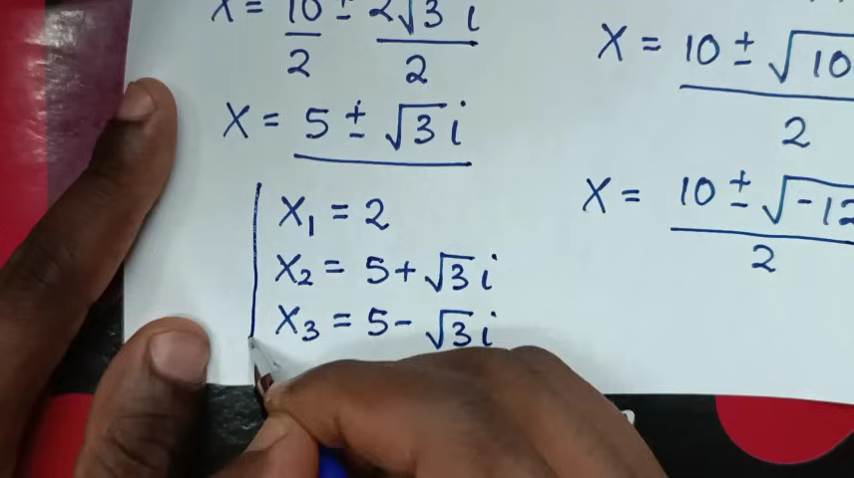 X = 10/2 ± 2√3 i/2
X = 5 ± √3 i
X₁ = 2
X₂ = 5 + √3 i
X₃ = 5 − √3 i
X = 10 ± √10
2
X = 10 ± √-12
2